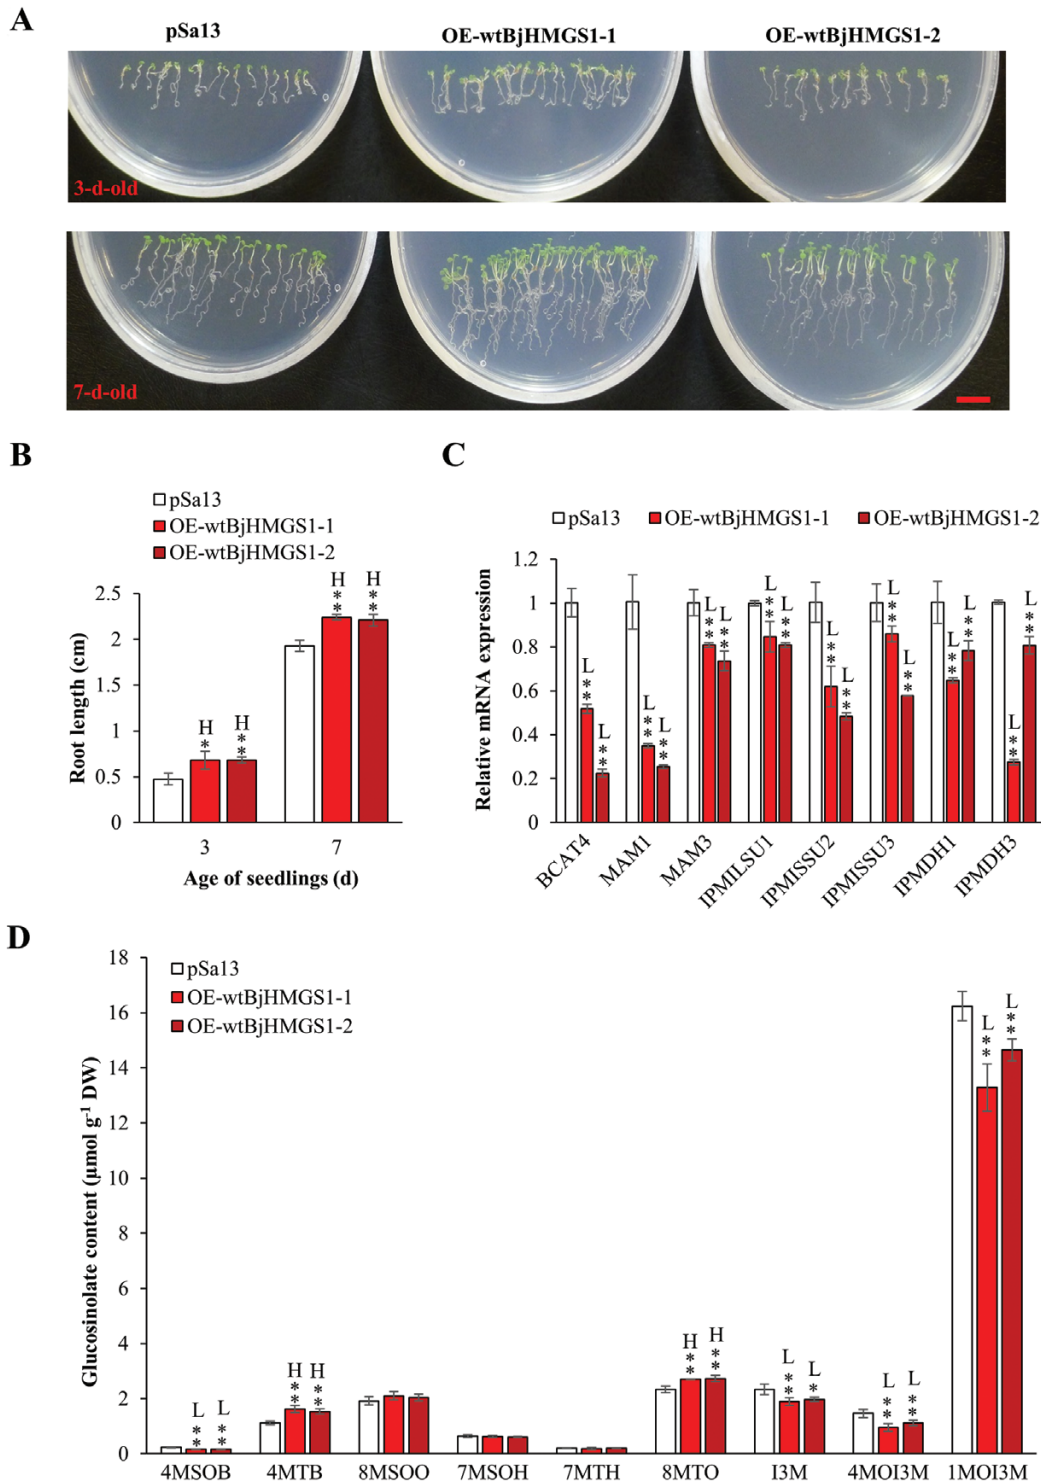 A
pSa13 OE-wtBjHMGS1-1 OE-wtBjHMGS1-2
3-d-old
7-d-old
B
pSa13
OE-wtBjHMGS1-1
OE-wtBjHMGS1-2
Root length (cm)
2.5
2
1.5
1
0.5
0
H
*
H
**
H
**
H
**
3 7
Age of seedlings (d)
C
pSa13 OE-wtBjHMGS1-1 OE-wtBjHMGS1-2
Relative mRNA expression
1.2
1
0.8
0.6
0.4
0.2
0
L
**
L
**
L
**
L
**
L
**
L
**
L
**
L
**
L
**
L
**
L
**
L
**
L
**
L
**
L
**
L
**
BCAT4 MAM1 MAM3 IPMILSU1 IPMISSU2 IPMISSU3 IPMDH1 IPMDH3
D
pSa13
OE-wtBjHMGS1-1
OE-wtBjHMGS1-2
Glucosinolate content (μmol g-1 DW)
18
16
14
12
10
8
6
4
2
0
L
**
L
**
H
**
H
**
H
**
H
**
L
**
L
*
L
**
L
**
L
**
L
**
4MSOB 4MTB 8MSOO 7MSOH 7MTH 8MTO I3M 4MOI3M 1MOI3M